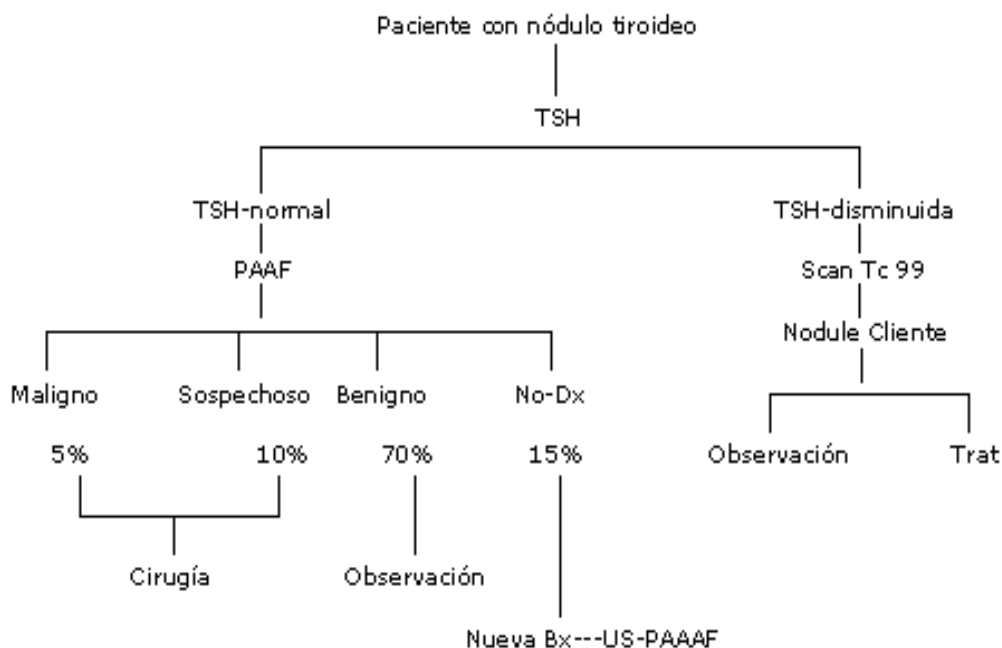 Paciente con nódulo tiroideo
TSH
TSH-normal TSH-disminuida
PAAF Scan Tc 99
Nodule Cliente
Maligno Sospechoso Benigno No-Dx
5% 10% 70% 15% Observación Trat
Cirugía Observación
Nueva Bx---US-PAAAF